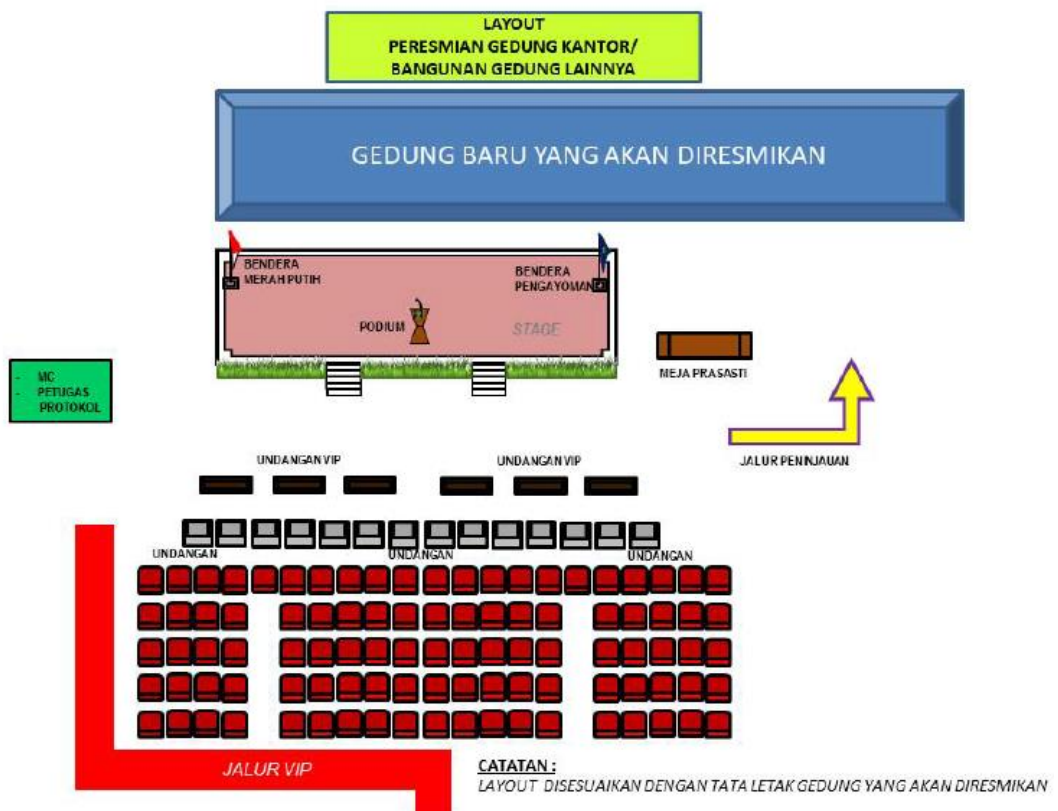 LAYOUT
PERESMIAN GEDUNG KANTOR/
BANGUNAN GEDUNG LAINNYA
GEDUNG BARU YANG AKAN DIRESMIKAN
BENDERA
MERAH PUTIH
BENDERA
PENGAYOMAN
PODIUM
STAGE
MEJA PRASASTI
- MC
- PETUGAS
PROTOKOL
JALUR PENINJAUAN
UNDANGAN VIP
UNDANGAN VIP
UNDANGAN
UNDANGAN
UNDANGAN
JALUR VIP
CATATAN :
LAYOUT DISESUAIKAN DENGAN TATA LETAK GEDUNG YANG AKAN DIRESMIKAN